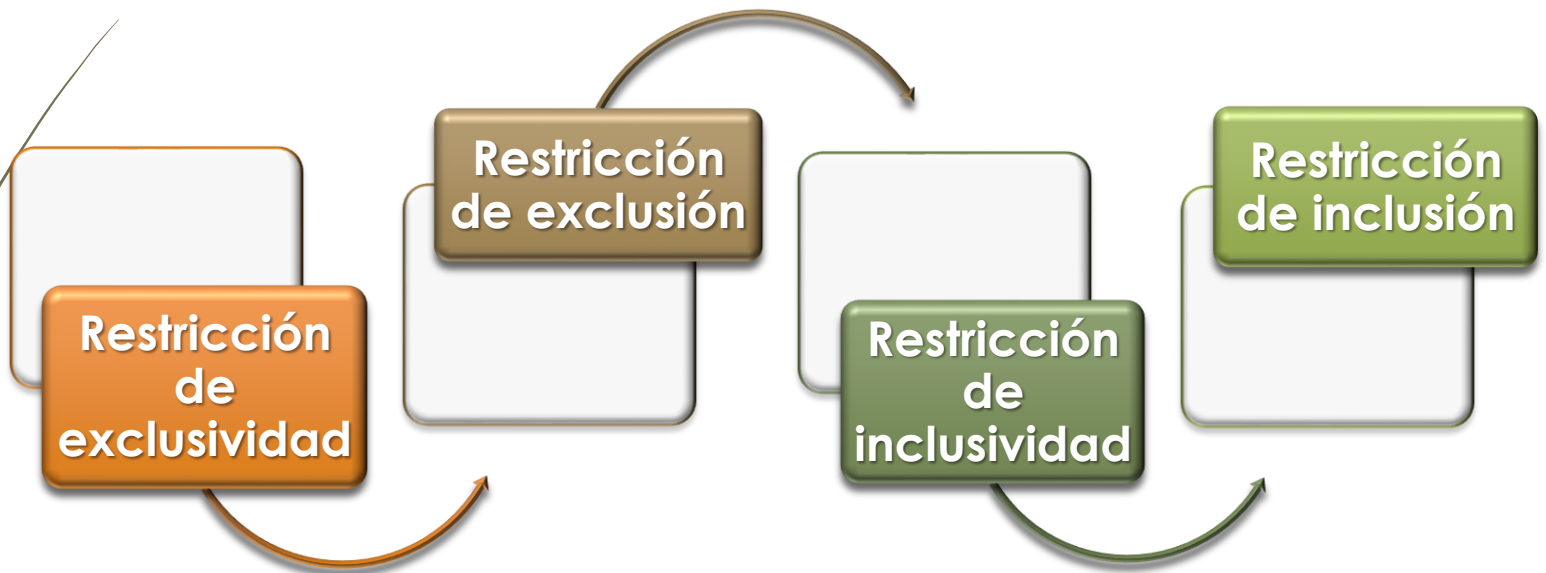 Restricción
de
exclusividad
Restricción
de exclusión
Restricción
de
inclusividad
Restricción
de inclusión